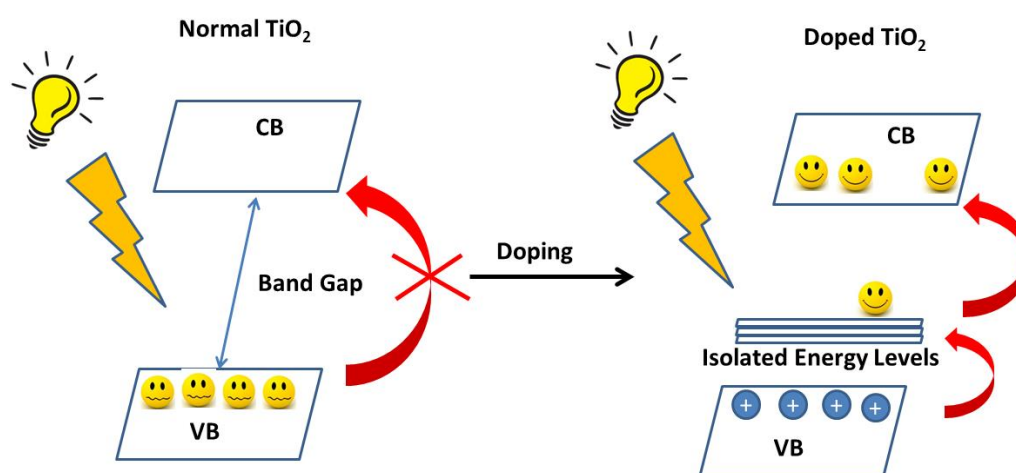 Normal TiO₂
CB
Band Gap
VB
Doping
Doped TiO₂
CB
Isolated Energy Levels
+ + + +
VB